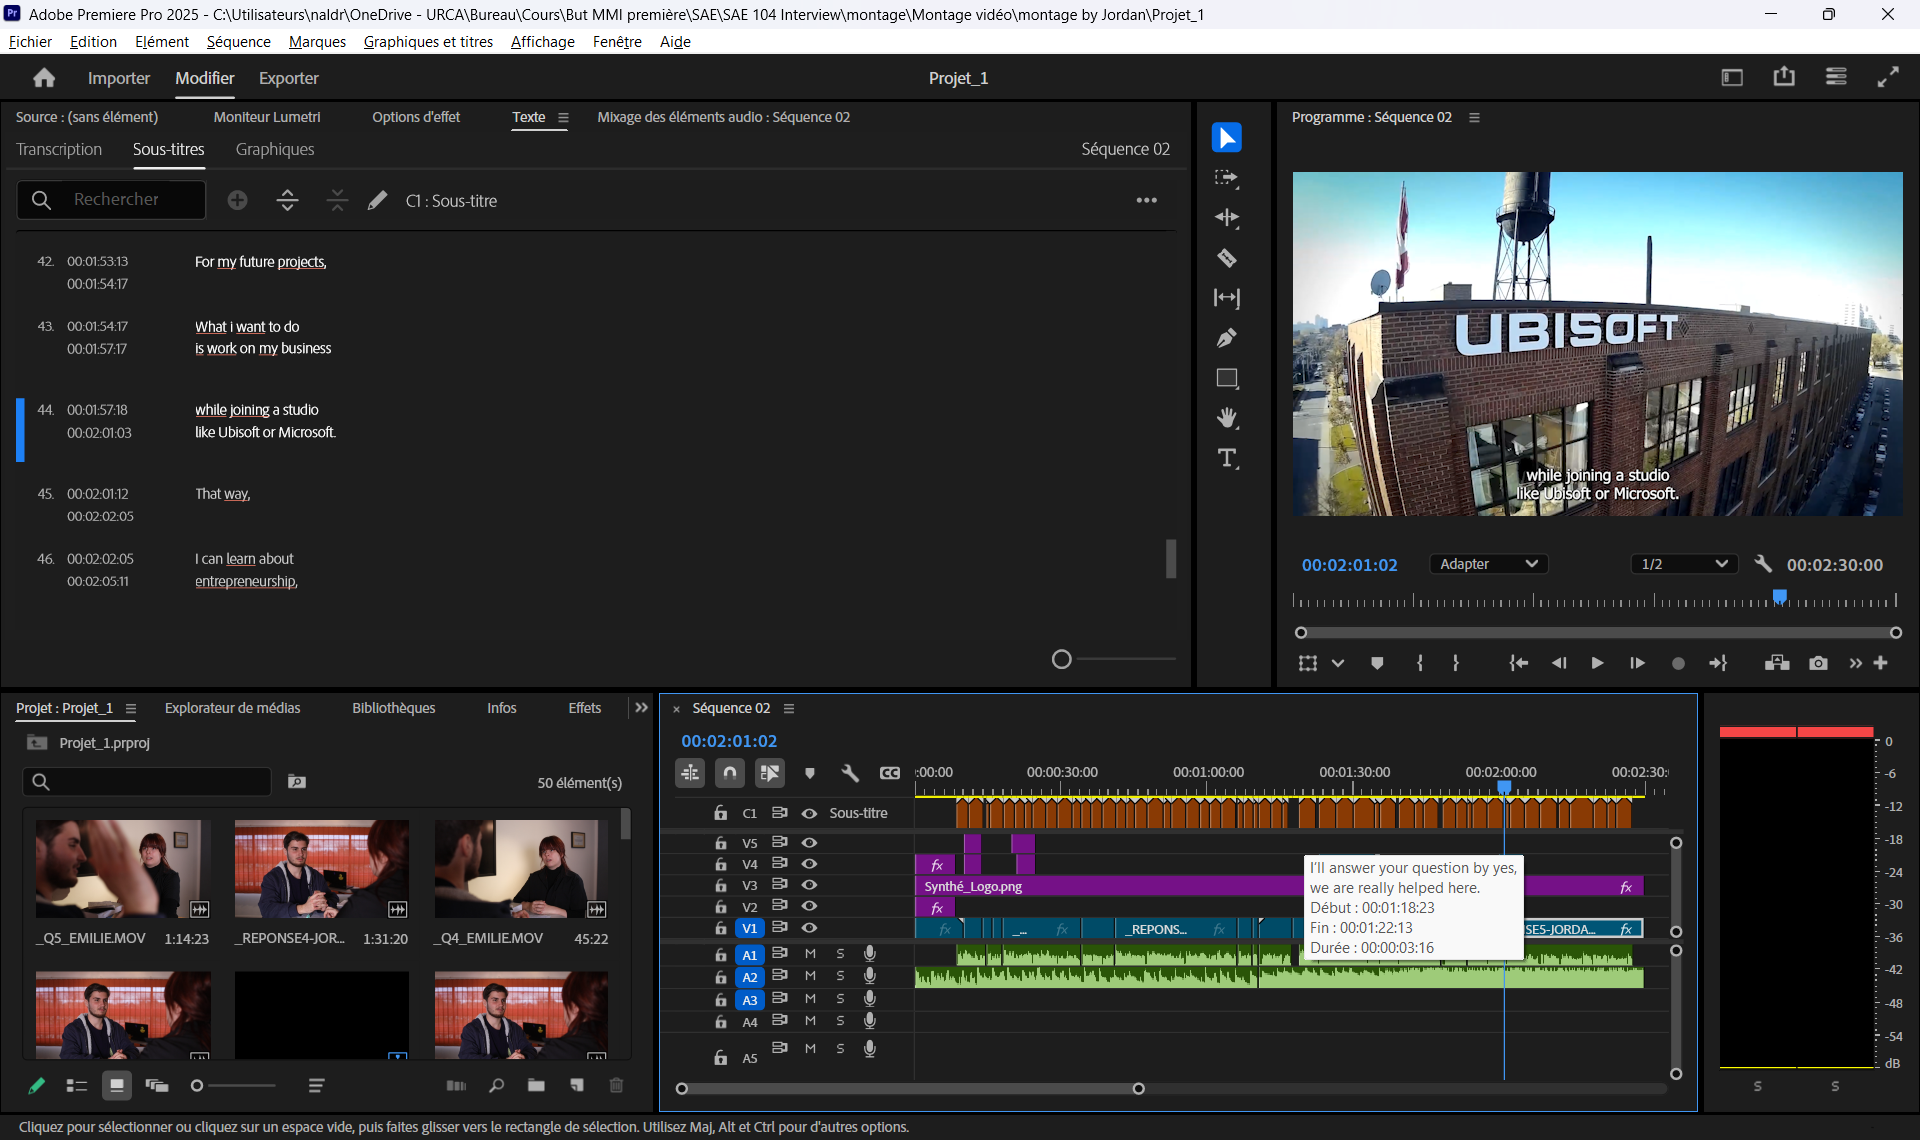 Adobe Premiere Pro 2025 - C:\Utilisateurs\naldr\OneDrive - URCA\Bureau\Cours\But MMI première\SAE\SAE 104 Interview\montage\Montage vidéo\montage by Jordan\Projet_1
Fichier Edition Elément Séquence Marques Graphiques et titres Affichage Fenêtre Aide
Importer Modifier Exporter
Projet_1
Source : (sans élément) Moniteur Lumetri Options d'effet Texte Mixage des éléments audio : Séquence 02
Transcription Sous-titres Graphiques Séquence 02
Rechercher
C1 : Sous-titre
42. 00:01:53:13 For my future projects,
00:01:54:17
43. 00:01:54:17 What i want to do
00:01:57:17 is work on my business
44. 00:01:57:18 while joining a studio
00:02:01:03 like Ubisoft or Microsoft.
45. 00:02:01:12 That way,
00:02:02:05
46. 00:02:02:05 I can learn about
00:02:05:11 entrepreneurship,
Programme : Séquence 02
UBISOFT
while joining a studio
like Ubisoft or Microsoft.
00:02:01:02 Adapter 1/2 00:02:30:00
Projet : Projet_1 Explorateur de médias Bibliothèques Infos Effets
Projet_1.prproj
50 élément(s)
_Q5_EMILIE.MOV 1:14:23
_REPONSE4-JOR... 1:31:20
_Q4_EMILIE.MOV 45:22
Séquence 02
00:02:01:02
:00:00 00:00:30:00 00:01:00:00 00:01:30:00 00:02:00:00 00:02:30:
C1 Sous-titre
V5
V4 fx
V3 Synthé_Logo.png fx
V2 fx
V1 fx _... fx _REPONS... fx SE5-JORDA... fx
A1 M S
A2 M S
A3 M S
A4 M S
A5 M S
I'll answer your question by yes,
we are really helped here.
Début : 00:01:18:23
Fin : 00:01:22:13
Durée : 00:00:03:16
0
-6
-12
-18
-24
-30
-36
-42
-48
-54
dB
S S
Cliquez pour sélectionner ou cliquez sur un espace vide, puis faites glisser vers le rectangle de sélection. Utilisez Maj, Alt et Ctrl pour d'autres options.